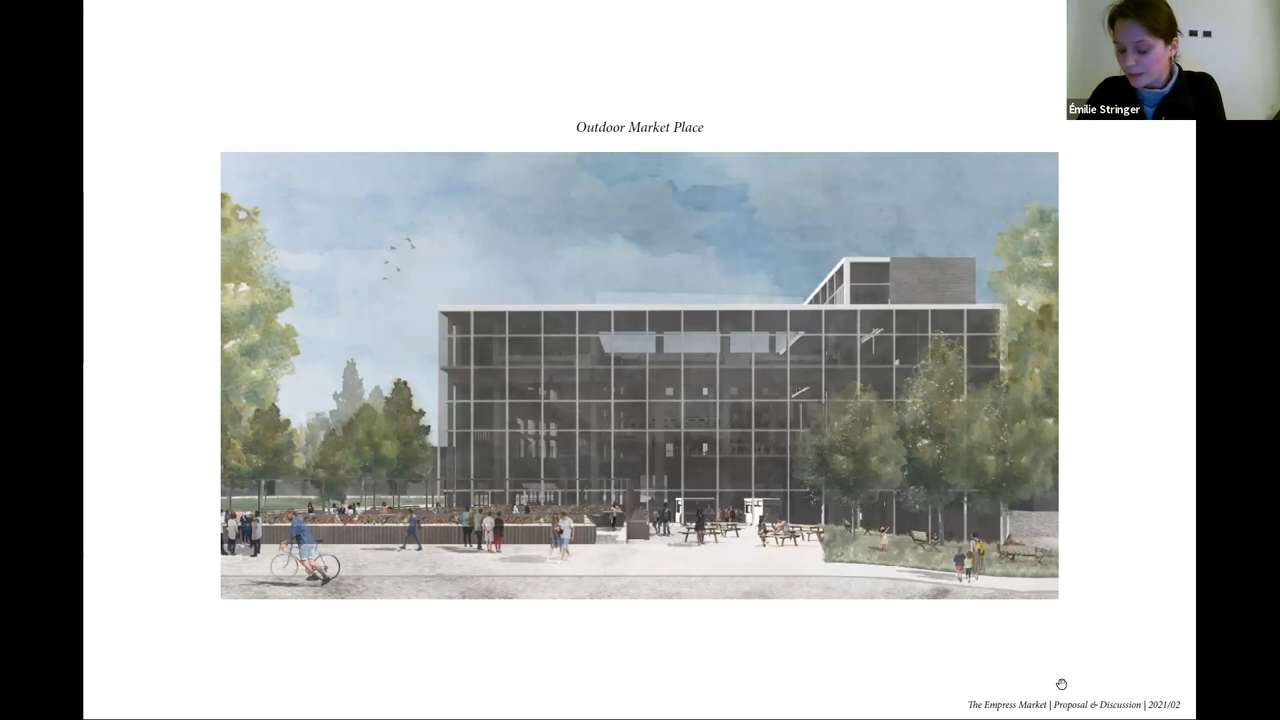 Émilie Stringer
Outdoor Market Place
The Empress Market | Proposal & Discussion | 2021/02